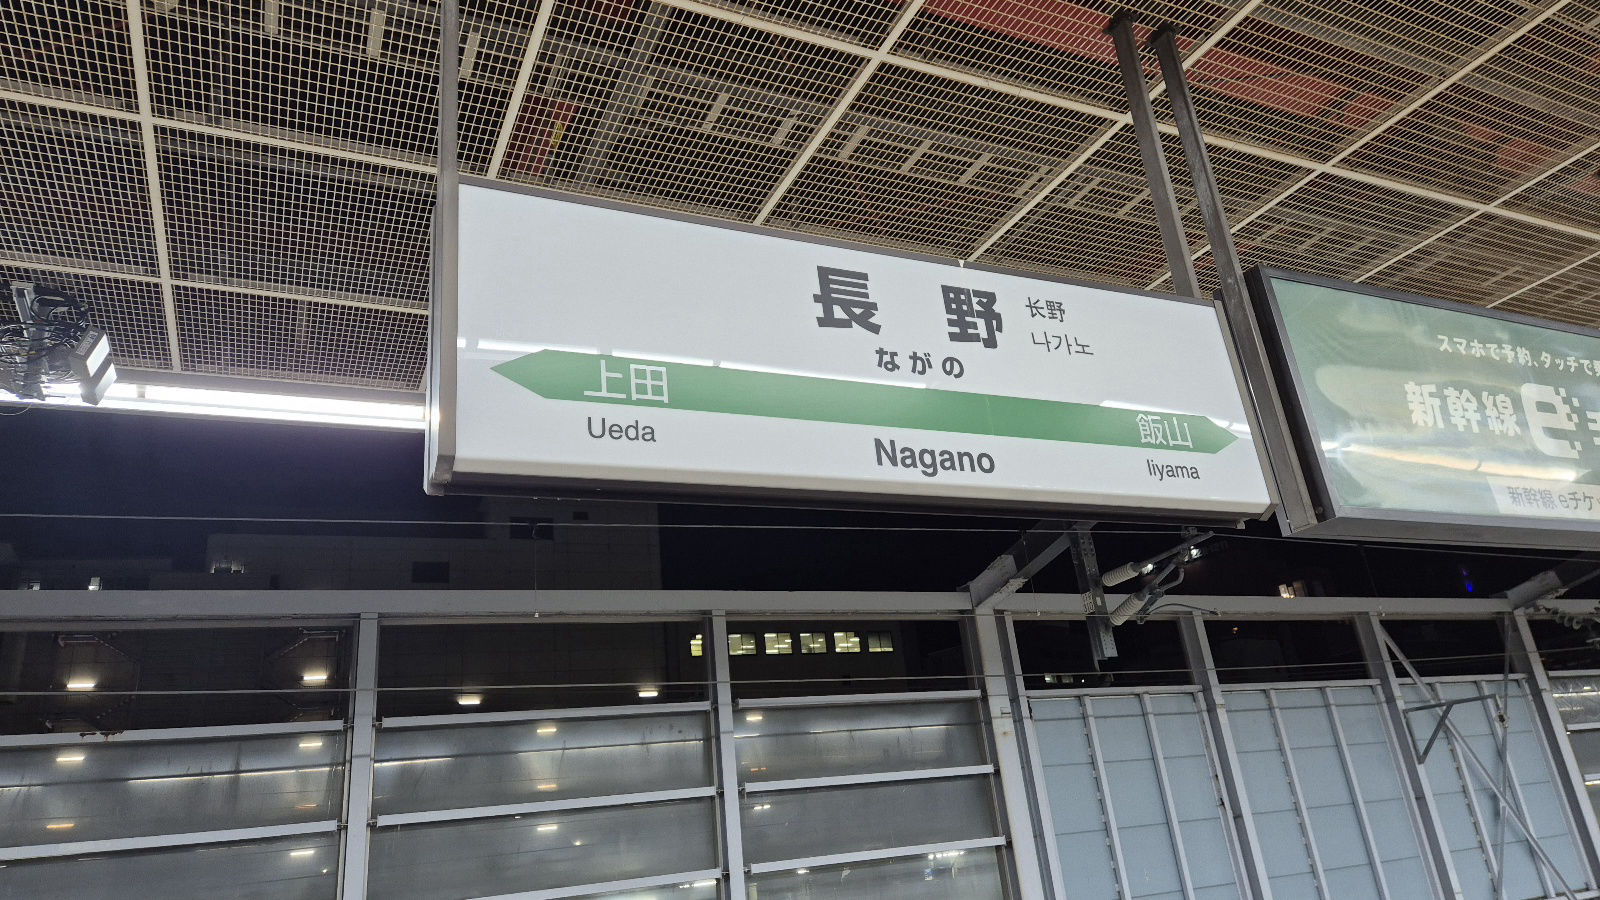 長野
长野
나가노
ながの
上田
飯山
Ueda
Nagano
Iiyama
スマホで予約、タッチで
新幹線e
新幹線eチケ